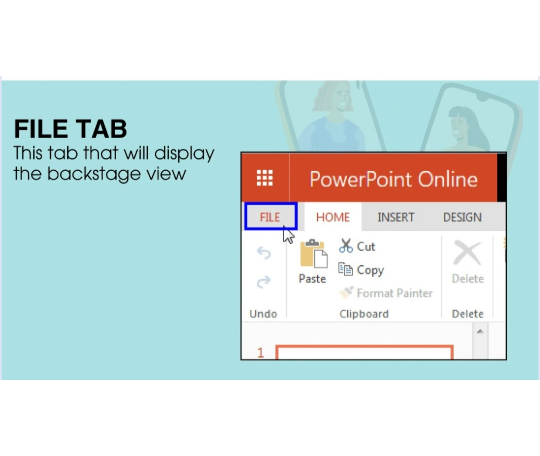 FILE TAB
This tab that will display
the backstage view
PowerPoint Online
FILE HOME INSERT DESIGN
Cut
Copy
Paste
Format Painter
Delete
Undo Clipboard Delete
1